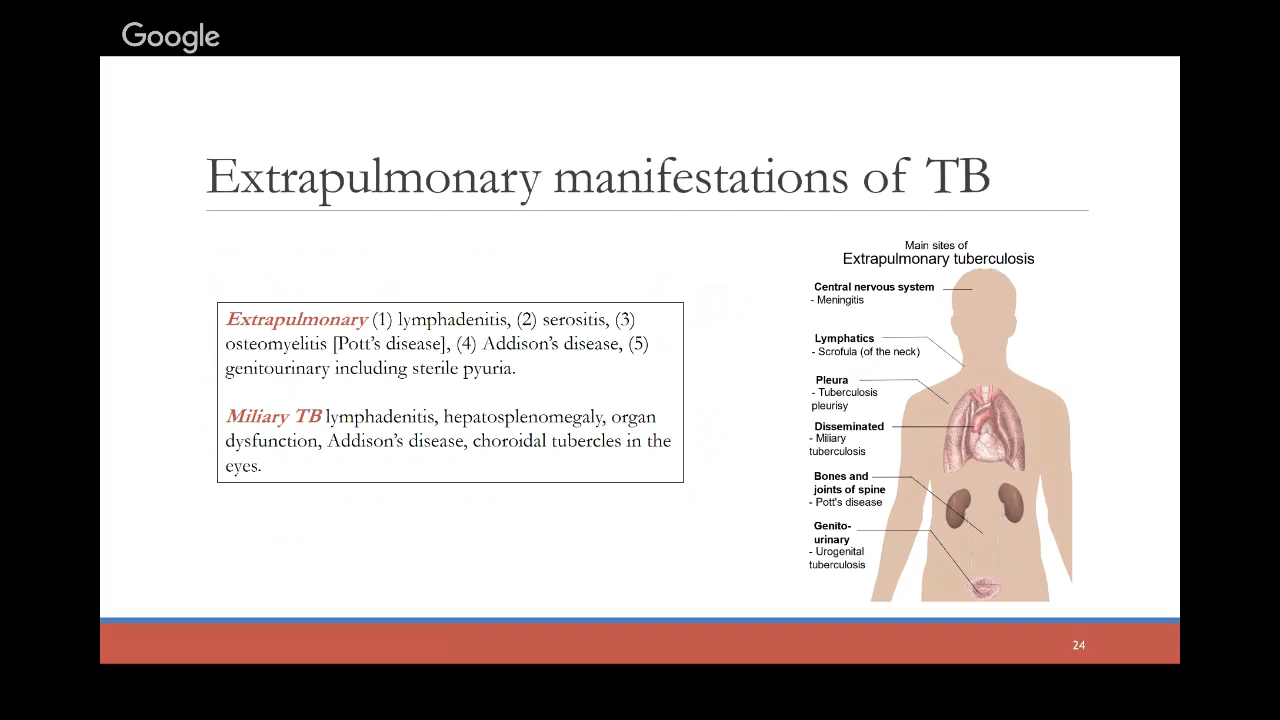 Google
Extrapulmonary manifestations of TB
Extrapulmonary (1) lymphadenitis, (2) serositis, (3)
osteomyelitis [Pott's disease], (4) Addison's disease, (5)
genitourinary including sterile pyuria.
Miliary TB lymphadenitis, hepatosplenomegaly, organ
dysfunction, Addison's disease, choroidal tubercles in the
eyes.
Main sites of
Extrapulmonary tuberculosis
Central nervous system
- Meningitis
Lymphatics
- Scrofula (of the neck)
Pleura
- Tuberculosis
pleurisy
Disseminated
- Miliary
tuberculosis
Bones and
joints of spine
- Pott's disease
Genito-
urinary
- Urogenital
tuberculosis
24